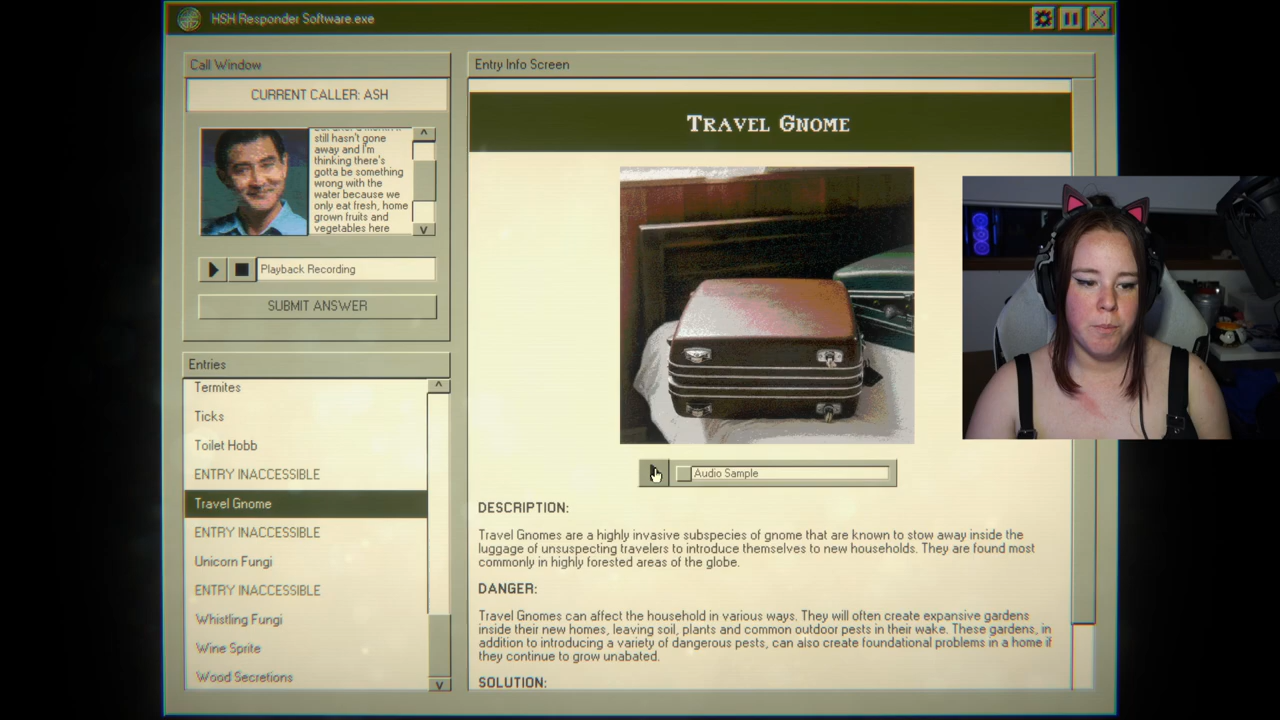 HSH Responder Software.exe
Call Window
CURRENT CALLER: ASH
still hasn't gone
away and I'm
thinking there's
gotta be something
wrong with the
water because we
only eat fresh, home
grown fruits and
vegetables here
Playback Recording
SUBMIT ANSWER
Entries
Termites
Ticks
Toilet Hobb
ENTRY INACCESSIBLE
Travel Gnome
ENTRY INACCESSIBLE
Unicorn Fungi
ENTRY INACCESSIBLE
Whistling Fungi
Wine Sprite
Wood Secretions
Entry Info Screen
TRAVEL GNOME
Audio Sample
DESCRIPTION:
Travel Gnomes are a highly invasive subspecies of gnome that are known to stow away inside the
luggage of unsuspecting travelers to introduce themselves to new households. They are found most
commonly in highly forested areas of the globe.
DANGER:
Travel Gnomes can affect the household in various ways. They will often create expansive gardens
inside their new homes, leaving soil, plants and common outdoor pests in their wake. These gardens, in
addition to introducing a variety of dangerous pests, can also create foundational problems in a home if
they continue to grow unabated.
SOLUTION: